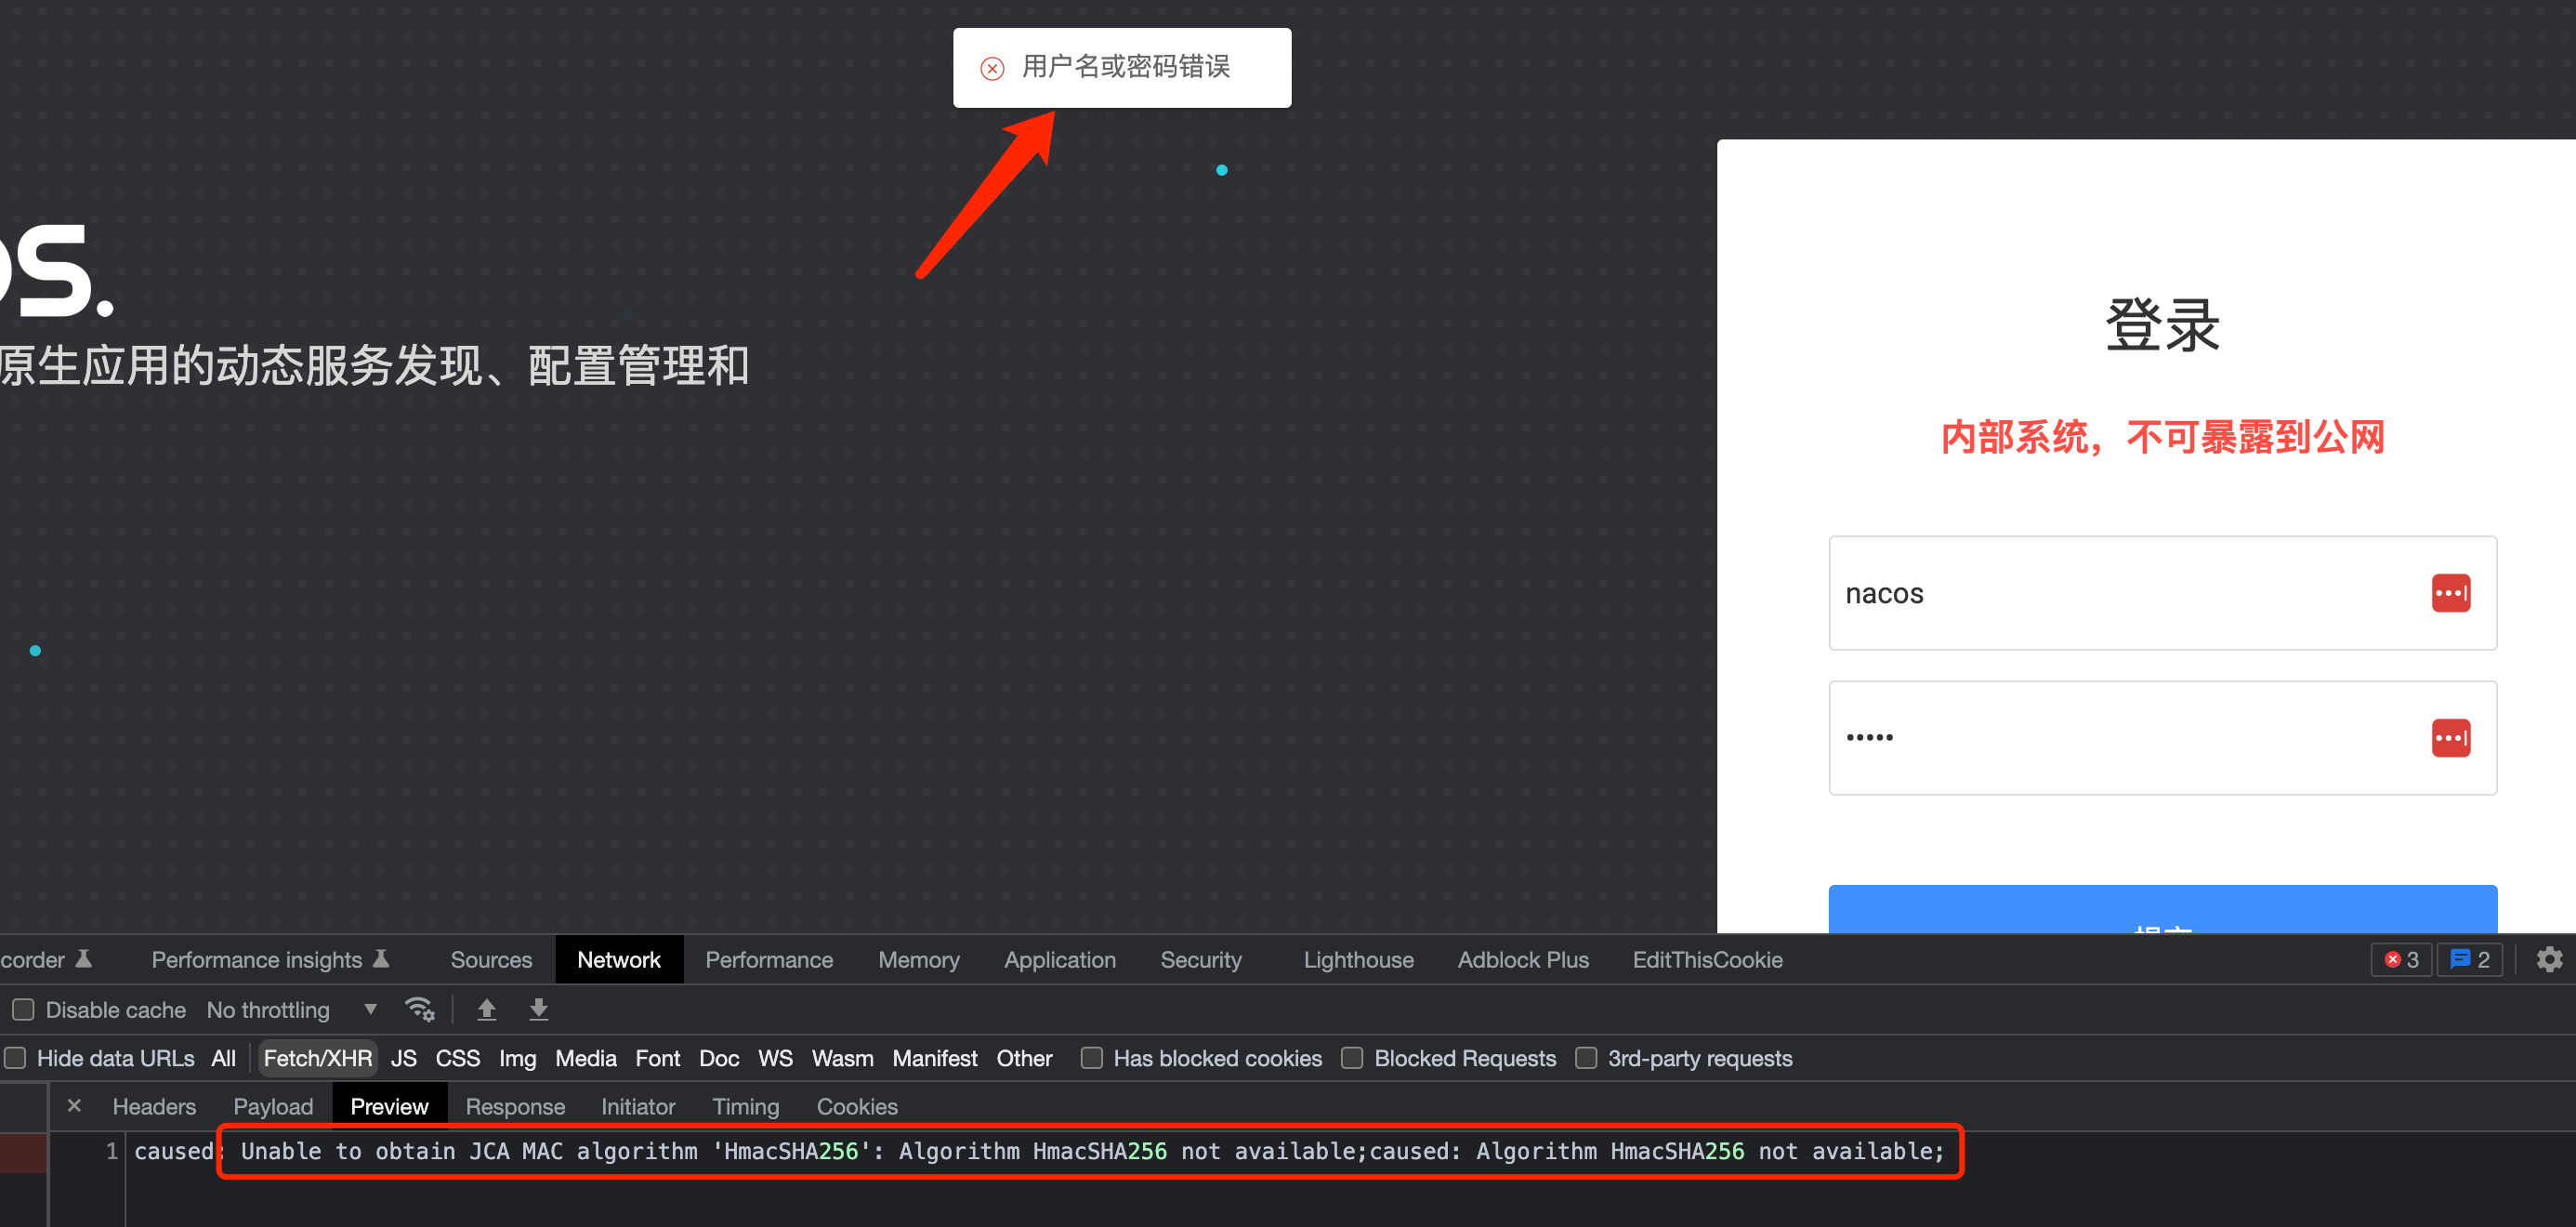 用户名或密码错误
os.
原生应用的动态服务发现、配置管理和
登录
内部系统，不可暴露到公网
nacos
•••••
corder Performance insights Sources Network Performance Memory Application Security Lighthouse Adblock Plus EditThisCookie 3 2
Disable cache No throttling
Hide data URLs All Fetch/XHR JS CSS Img Media Font Doc WS Wasm Manifest Other Has blocked cookies Blocked Requests 3rd-party requests
× Headers Payload Preview Response Initiator Timing Cookies
1 caused: Unable to obtain JCA MAC algorithm 'HmacSHA256': Algorithm HmacSHA256 not available;caused: Algorithm HmacSHA256 not available;